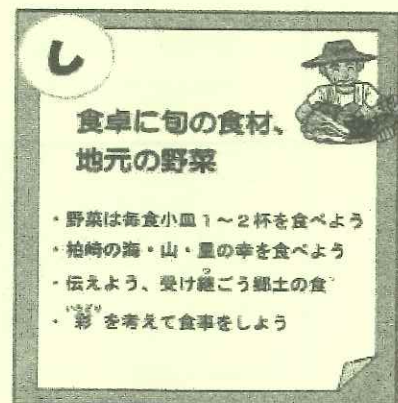 し
食卓に旬の食材、
地元の野菜
・野菜は毎食小皿1〜2杯を食べよう
・柏崎の海・山・里の幸を食べよう
・伝えよう、受け継ごう郷土の食
・彩を考えて食事をしよう